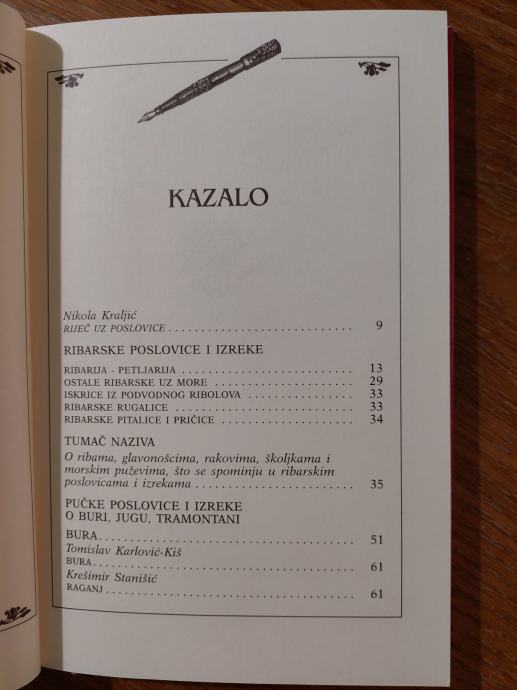 KAZALO
Nikola Kraljić
RIJEČ UZ POSLOVICE . . . . . . . . . . . . . . . . . . . . . . . . . . . . 9
RIBARSKE POSLOVICE I IZREKE
RIBARIJA - PETLJARIJA . . . . . . . . . . . . . . . . . . . . . . . . . . 13
OSTALE RIBARSKE UZ MORE . . . . . . . . . . . . . . . . . . . . . 29
ISKRICE IZ PODVODNOG RIBOLOVA . . . . . . . . . . . . . . . . 33
RIBARSKE RUGALICE . . . . . . . . . . . . . . . . . . . . . . . . . . . 33
RIBARSKE PITALICE I PRIČICE . . . . . . . . . . . . . . . . . . . . 34
TUMAČ NAZIVA
O ribama, glavonošcima, rakovima, školjkama i
morskim puževima, što se spominju u ribarskim
poslovicama i izrekama . . . . . . . . . . . . . . . . . . . . 35
PUČKE POSLOVICE I IZREKE
O BURI, JUGU, TRAMONTANI
BURA . . . . . . . . . . . . . . . . . . . . . . . . . . . . . . . . . . . . . . 51
Tomislav Karlović-Kiš
BURA . . . . . . . . . . . . . . . . . . . . . . . . . . . . . . . . . . . . . . . 61
Krešimir Stanišić
RAGANJ . . . . . . . . . . . . . . . . . . . . . . . . . . . . . . . . . . . . . 61